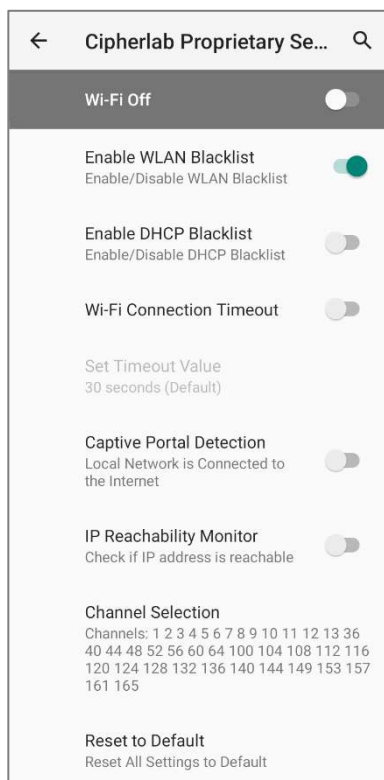 Cipherlab Proprietary Se...
Wi-Fi Off
Enable WLAN Blacklist
Enable/Disable WLAN Blacklist
Enable DHCP Blacklist
Enable/Disable DHCP Blacklist
Wi-Fi Connection Timeout
Set Timeout Value
30 seconds (Default)
Captive Portal Detection
Local Network is Connected to
the Internet
IP Reachability Monitor
Check if IP address is reachable
Channel Selection
Channels: 1 2 3 4 5 6 7 8 9 10 11 12 13 36
40 44 48 52 56 60 64 100 104 108 112 116
120 124 128 132 136 140 144 149 153 157
161 165
Reset to Default
Reset All Settings to Default